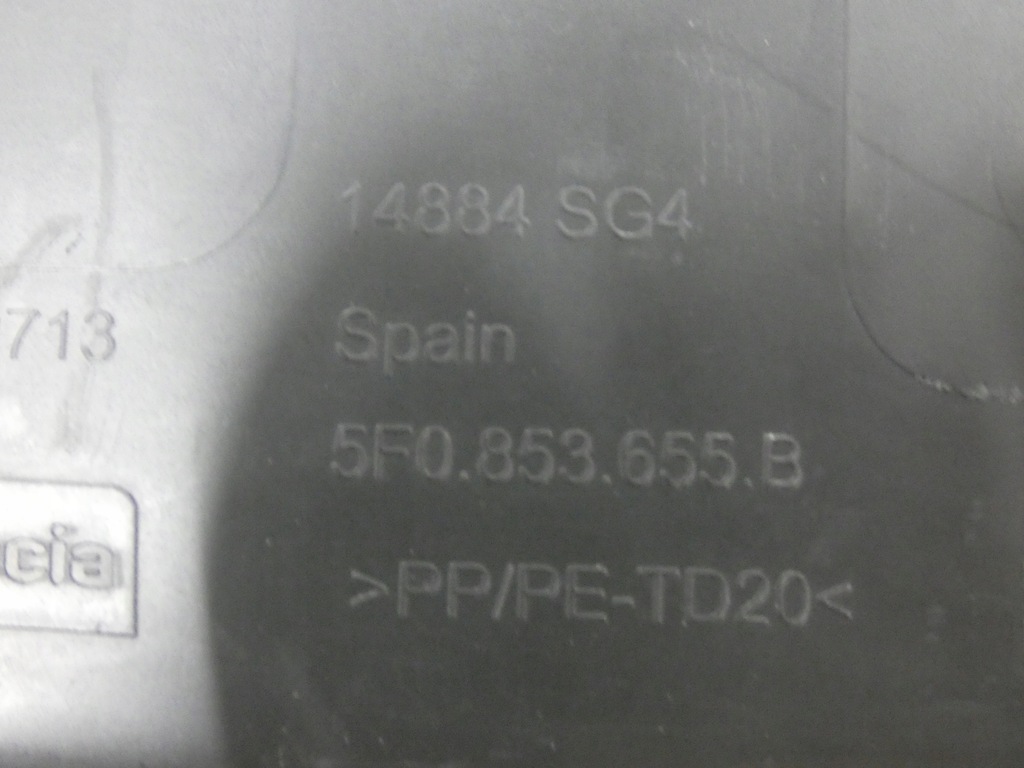 14884 SG4
713
Spain
5F0.853.655.B
cia
>PP/PE-TD20<